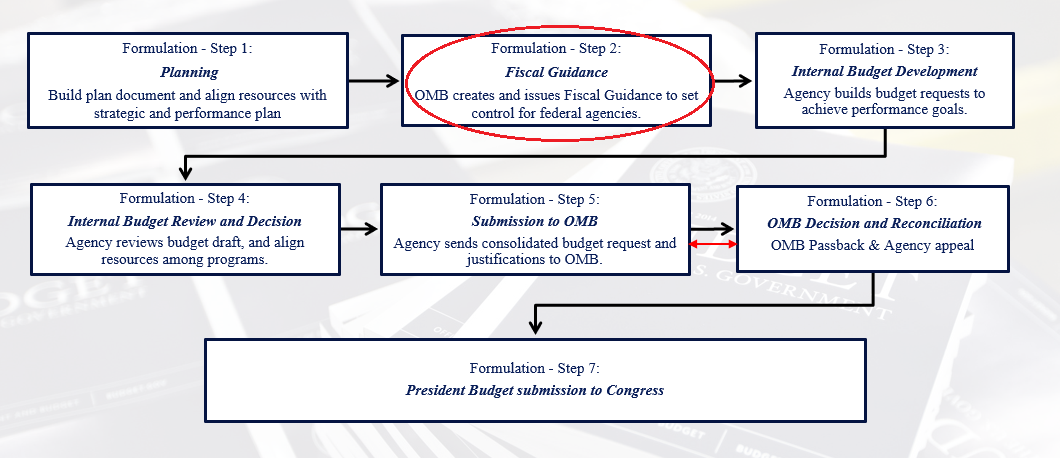 Formulation - Step 1:
Planning
Build plan document and align resources with
strategic and performance plan
Formulation - Step 2:
Fiscal Guidance
OMB creates and issues Fiscal Guidance to set
control for federal agencies.
Formulation - Step 3:
Internal Budget Development
Agency builds budget requests to
achieve performance goals.
Formulation - Step 4:
Internal Budget Review and Decision
Agency reviews budget draft, and align
resources among programs.
Formulation - Step 5:
Submission to OMB
Agency sends consolidated budget request and
justifications to OMB.
Formulation - Step 6:
OMB Decision and Reconciliation
OMB Passback & Agency appeal
Formulation - Step 7:
President Budget submission to Congress
GOVERNMENT
BUDGET